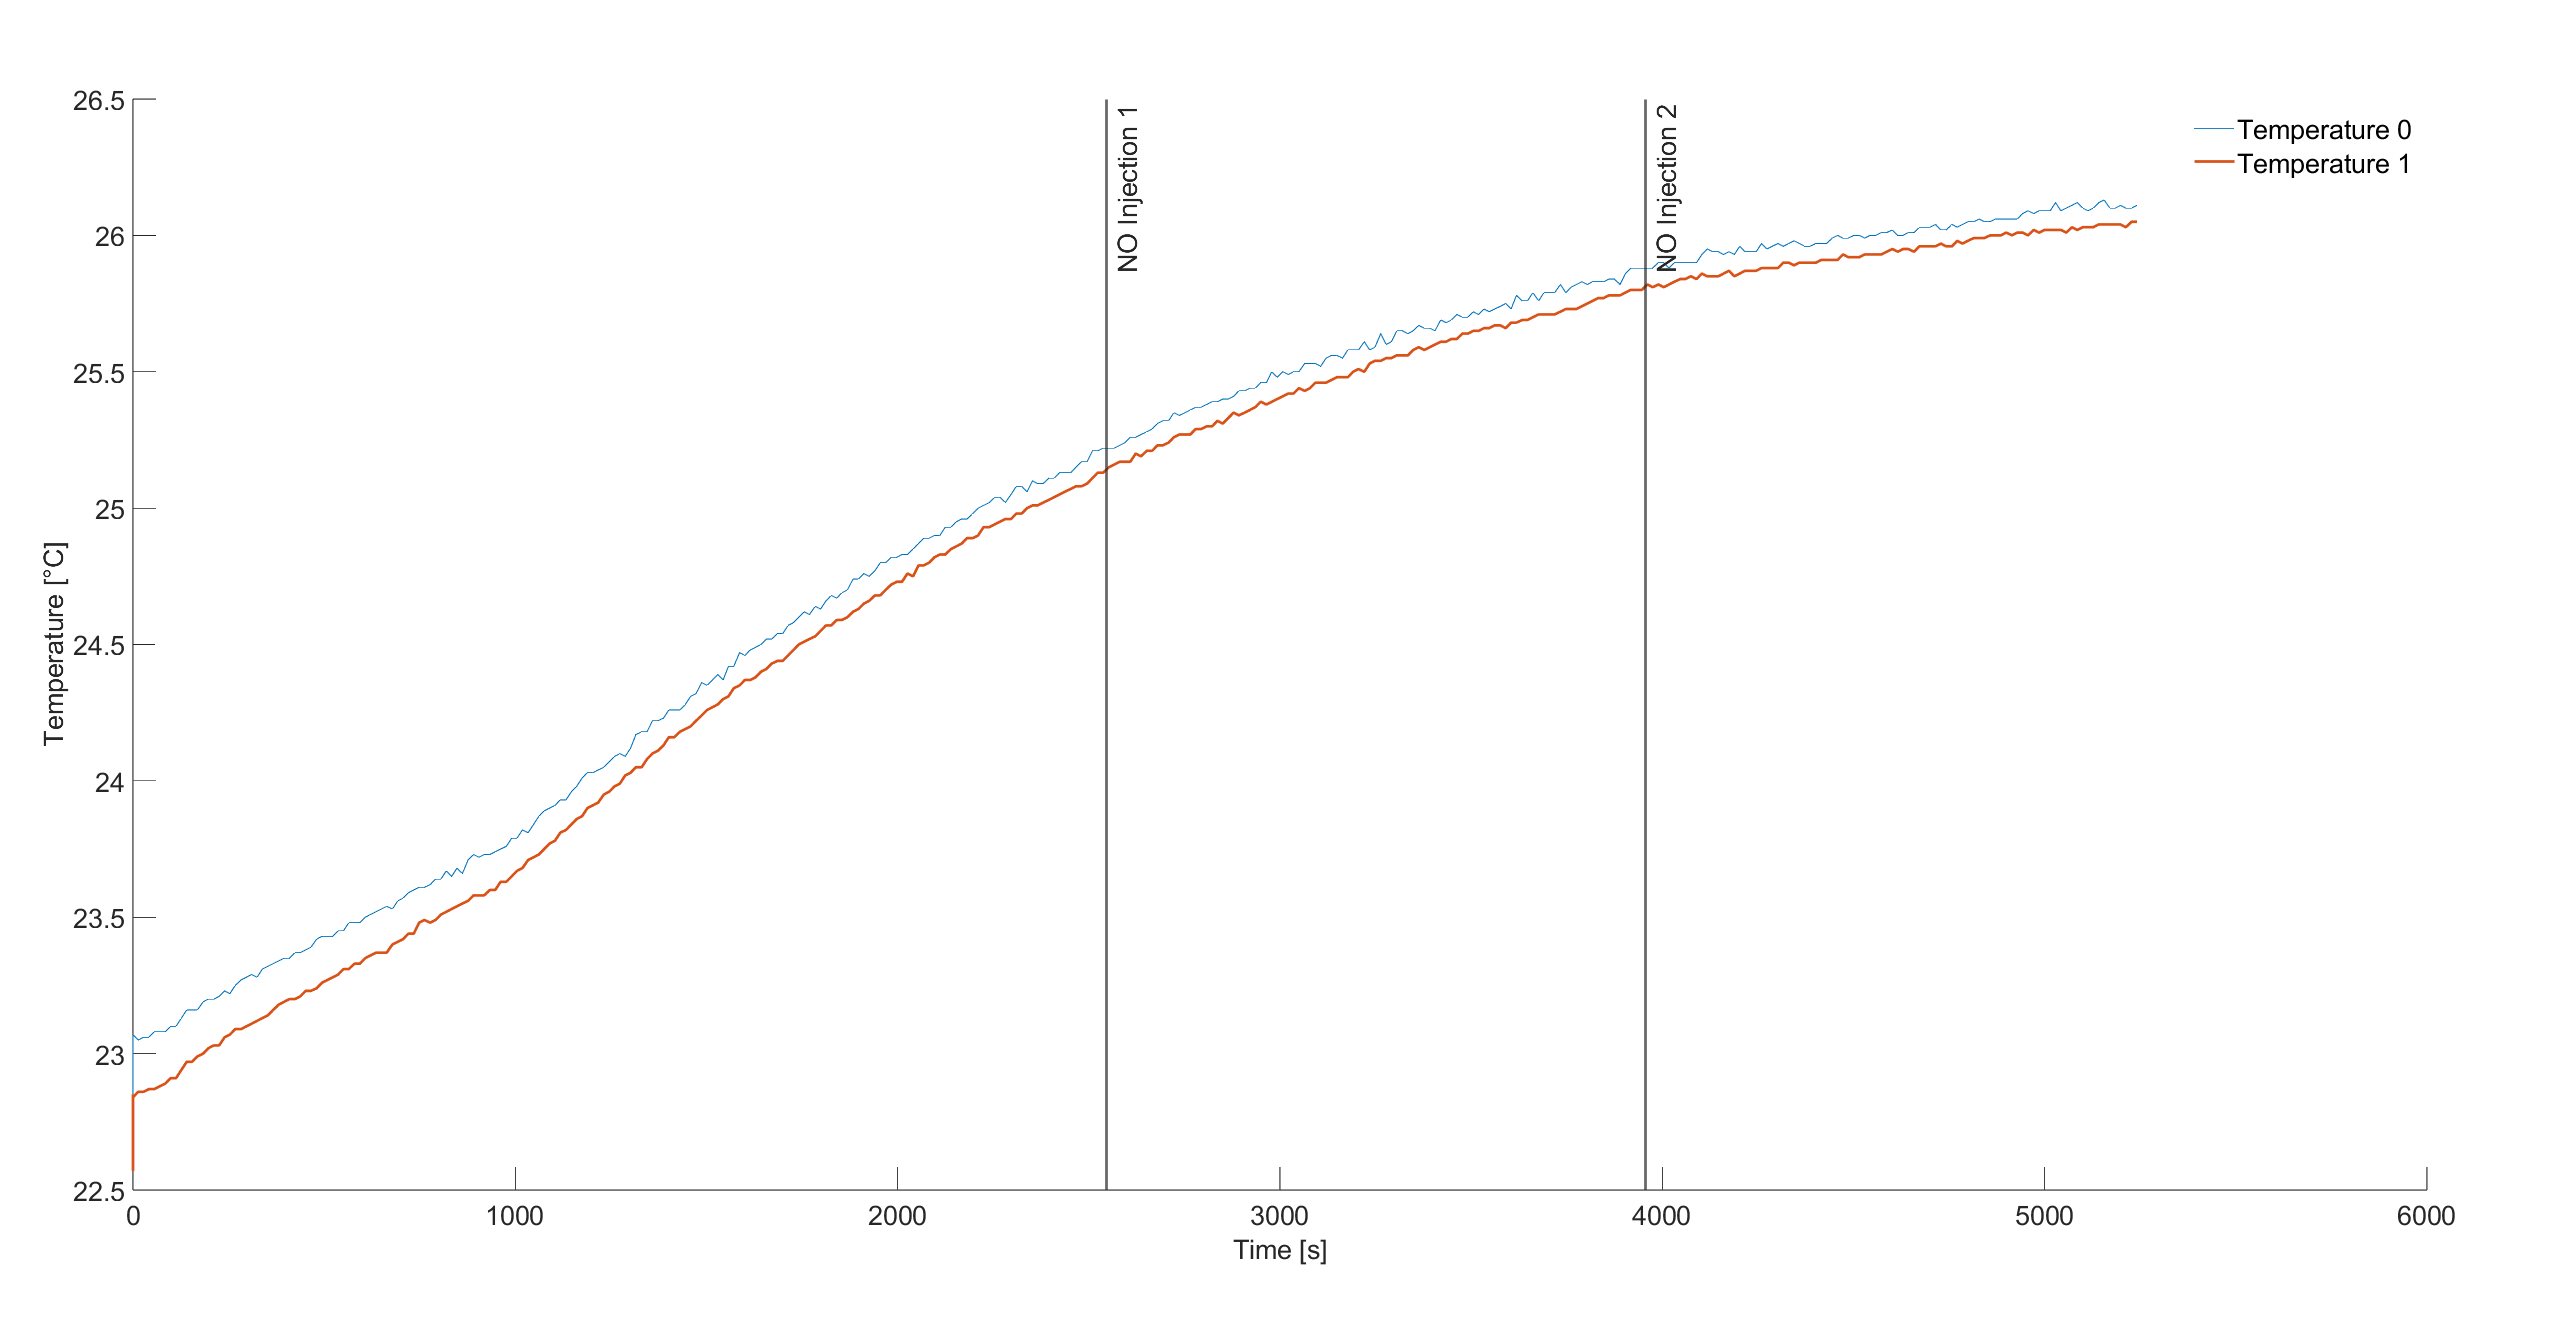 26.5
26
25.5
25
24.5
24
23.5
23
22.5
Temperature [°C]
0
1000
2000
3000
4000
5000
6000
Time [s]
NO Injection 1
NO Injection 2
Temperature 0
Temperature 1